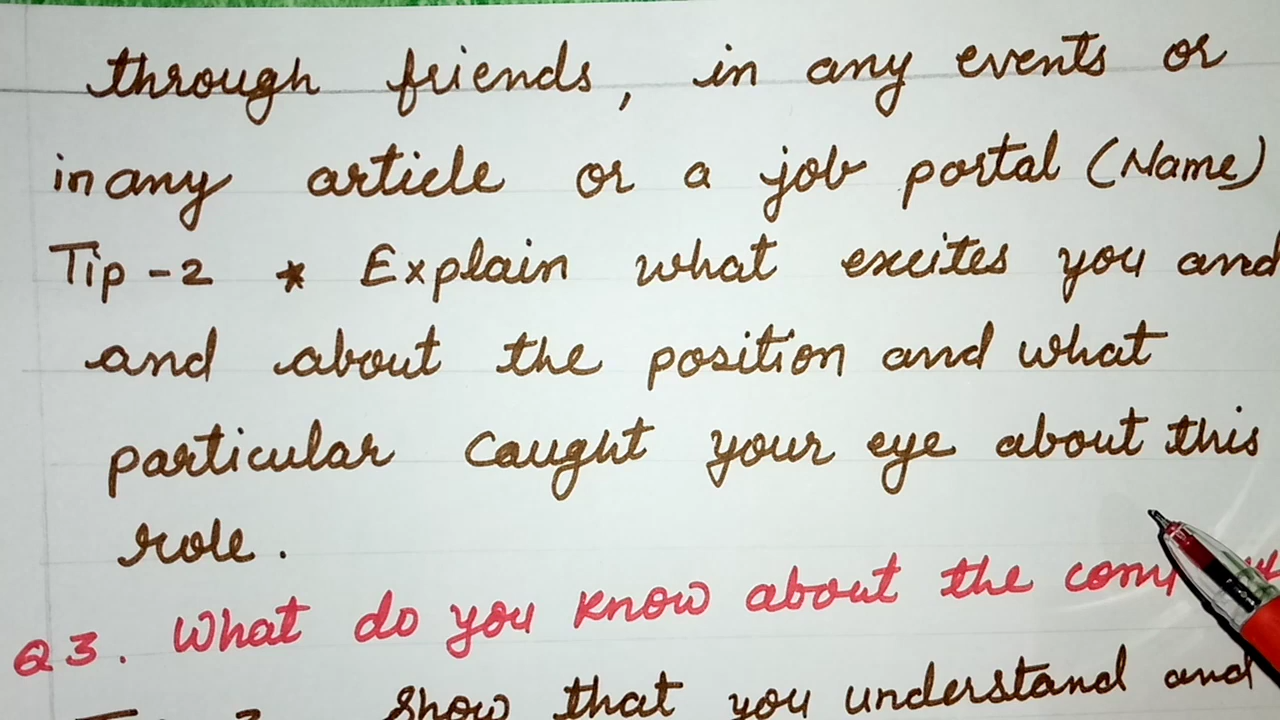 through friends, in any events or
in any article or a job portal (Name)
Tip -2 * Explain what excites you and
and about the position and what
particular caught your eye about this
role.
Q3. What do you know about the
show that you understand and